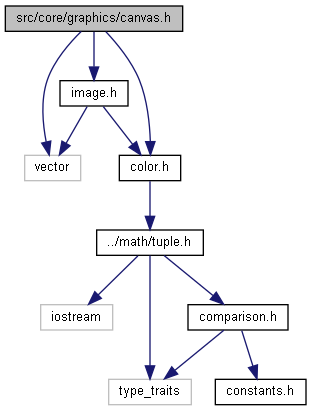 src/core/graphics/canvas.h
image.h
vector
color.h
../math/tuple.h
iostream
comparison.h
type_traits
constants.h